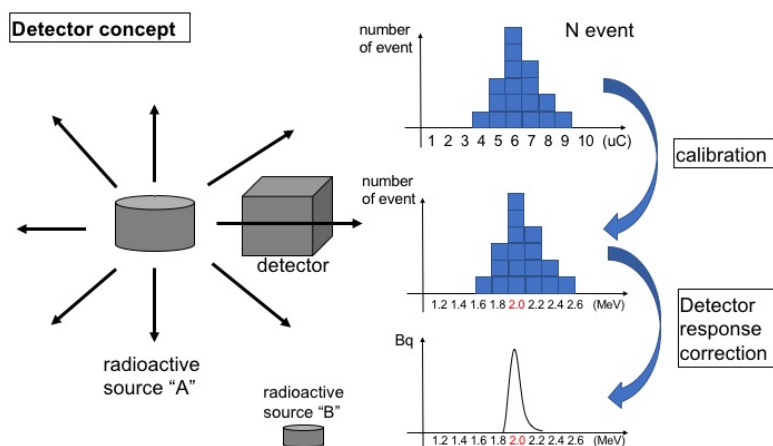 Detector concept
number
of event
N event
1 2 3 4 5 6 7 8 9 10 (uC)
calibration
number
of event
detector
1.2 1.4 1.6 1.8 2.0 2.2 2.4 2.6 (MeV)
Detector
response
correction
Bq
radioactive
source “A”
radioactive
source “B”
1.2 1.4 1.6 1.8 2.0 2.2 2.4 2.6 (MeV)